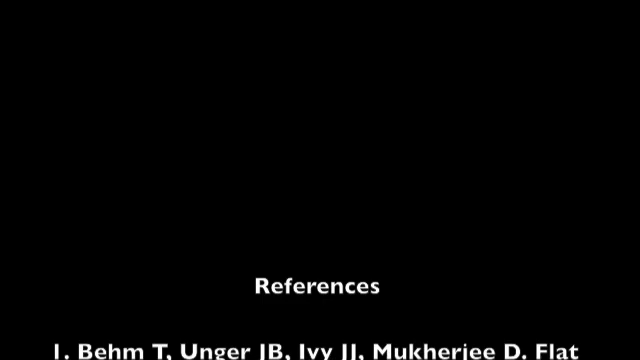 References
1. Behm T, Unger JB, Ivy JJ, Mukherjee D. Flat